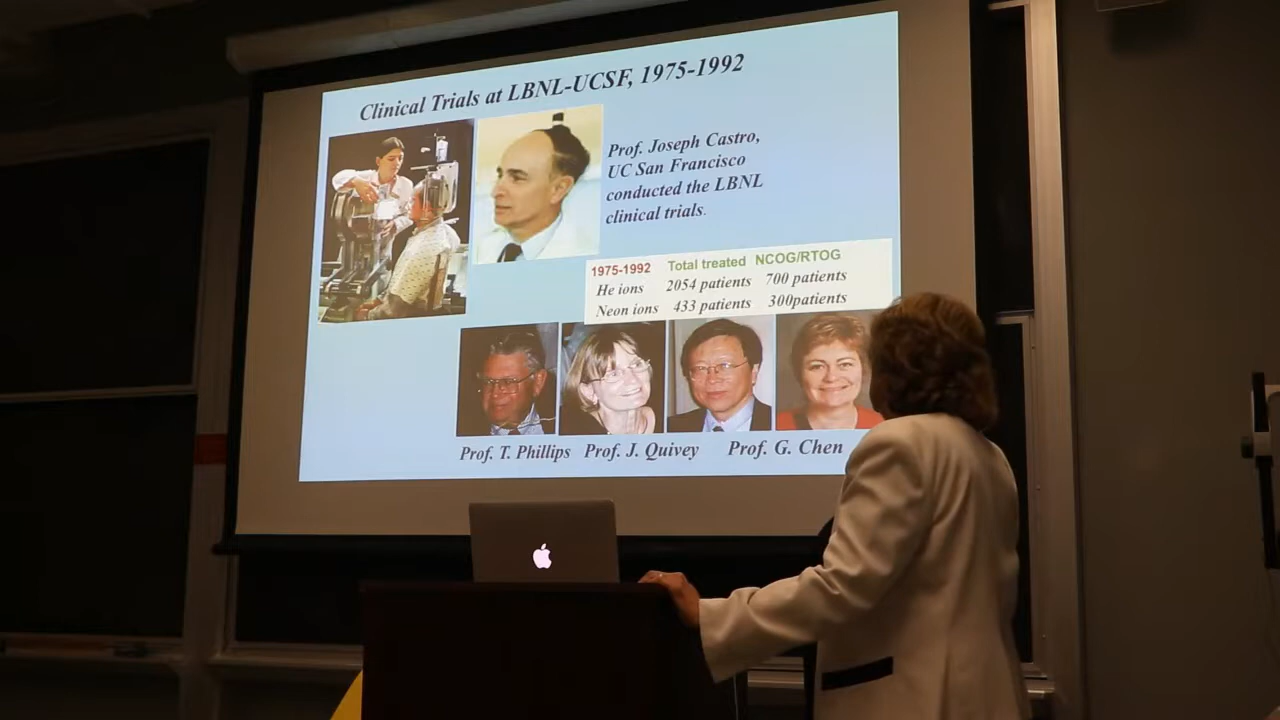 Clinical Trials at LBNL-UCSF, 1975-1992
Prof. Joseph Castro,
UC San Francisco
conducted the LBNL
clinical trials.
1975-1992 Total treated NCOG/RTOG
He ions 2054 patients 700 patients
Neon ions 433 patients 300patients
Prof. T. Phillips Prof. J. Quivey Prof. G. Chen